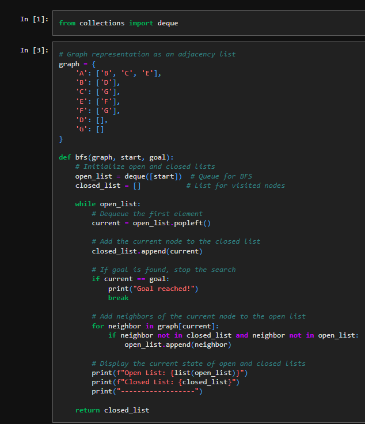 In [1]:
from collections import deque
In [3]:
# Graph representation as an adjacency list
graph = {
    'A': ['B', 'C', 'E'],
    'B': ['D'],
    'C': ['G'],
    'E': ['F'],
    'F': ['G'],
    'D': [],
    'G': []
}
def bfs(graph, start, goal):
    # Initialize open and closed lists
    open_list = deque([start])  # Queue for BFS
    closed_list = []            # List for visited nodes
    while open_list:
        # Dequeue the first element
        current = open_list.popleft()
        # Add the current node to the closed list
        closed_list.append(current)
        # If goal is found, stop the search
        if current == goal:
            print("Goal reached!")
            break
        # Add neighbors of the current node to the open list
        for neighbor in graph[current]:
            if neighbor not in closed_list and neighbor not in open_list:
                open_list.append(neighbor)
        # Display the current state of open and closed lists
        print(f"Open List: {list(open_list)}")
        print(f"Closed List: {closed_list}")
        print("------------------")
    return closed_list